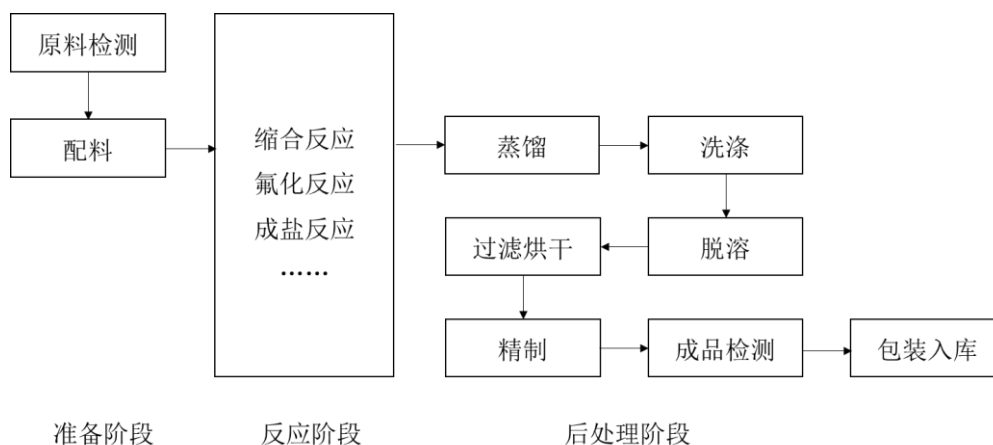 原料检测
配料
缩合反应
氟化反应
成盐反应
……
蒸馏
洗涤
脱溶
过滤烘干
精制
成品检测
包装入库
准备阶段
反应阶段
后处理阶段